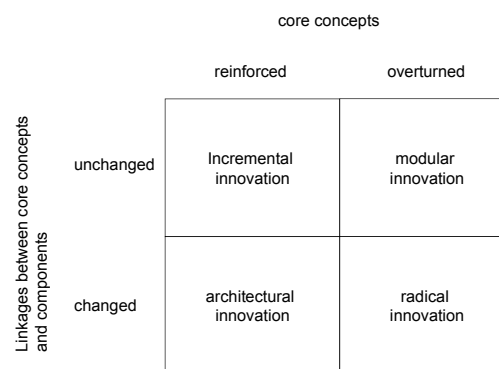 core concepts
reinforced
overturned
Linkages between core concepts
and components
unchanged
Incremental
innovation
modular
innovation
changed
architectural
innovation
radical
innovation